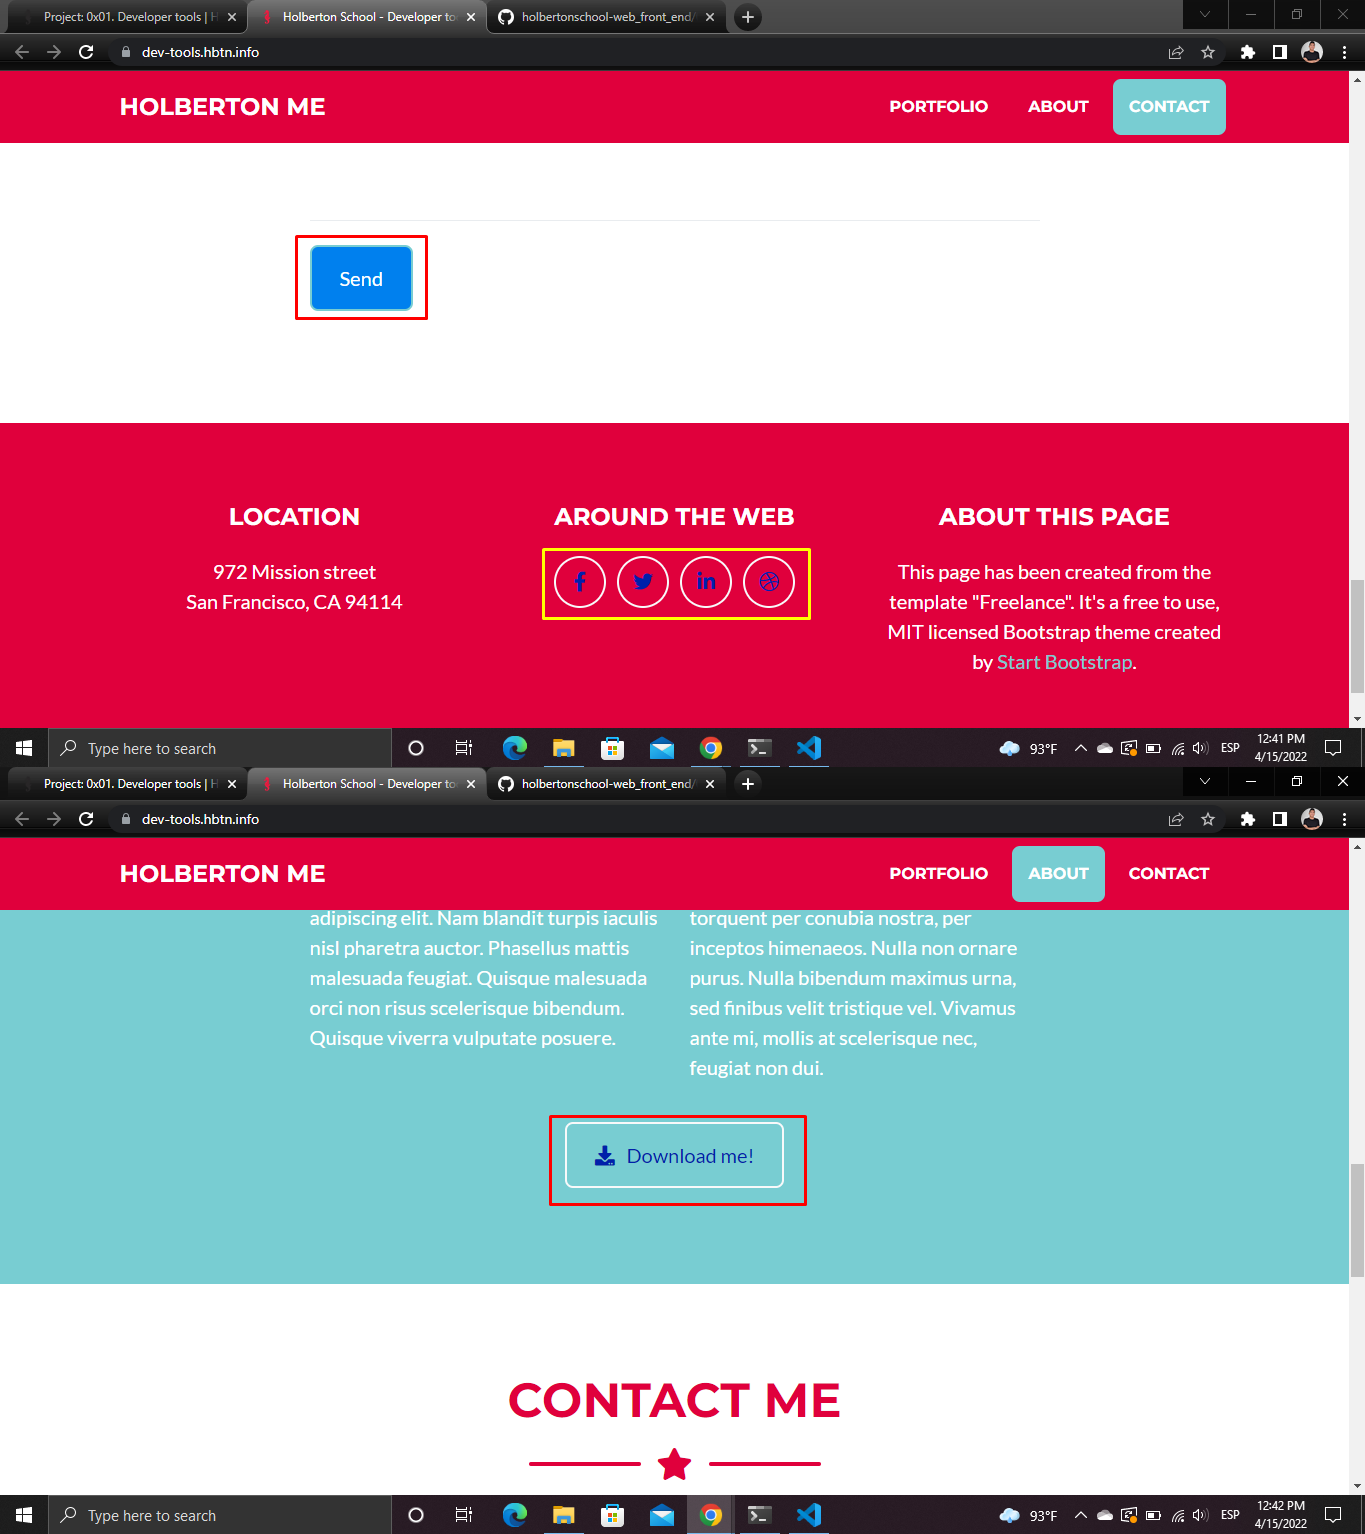 Project: 0x01. Developer tools | H
Holberton School - Developer to
holbertonschool-web_front_end/
dev-tools.hbtn.info
HOLBERTON ME
PORTFOLIO
ABOUT
CONTACT
Send
LOCATION
972 Mission street
San Francisco, CA 94114
AROUND THE WEB
ABOUT THIS PAGE
This page has been created from the
template "Freelance". It's a free to use,
MIT licensed Bootstrap theme created
by Start Bootstrap.
Type here to search
93°F
ESP
12:41 PM
4/15/2022
Project: 0x01. Developer tools | H
Holberton School - Developer to
holbertonschool-web_front_end/
dev-tools.hbtn.info
HOLBERTON ME
PORTFOLIO
ABOUT
CONTACT
adipiscing elit. Nam blandit turpis iaculis
nisl pharetra auctor. Phasellus mattis
malesuada feugiat. Quisque malesuada
orci non risus scelerisque bibendum.
Quisque viverra vulputate posuere.
torquent per conubia nostra, per
inceptos himenaeos. Nulla non ornare
purus. Nulla bibendum maximus urna,
sed finibus velit tristique vel. Vivamus
ante mi, mollis at scelerisque nec,
feugiat non dui.
Download me!
CONTACT ME
Type here to search
93°F
ESP
12:42 PM
4/15/2022